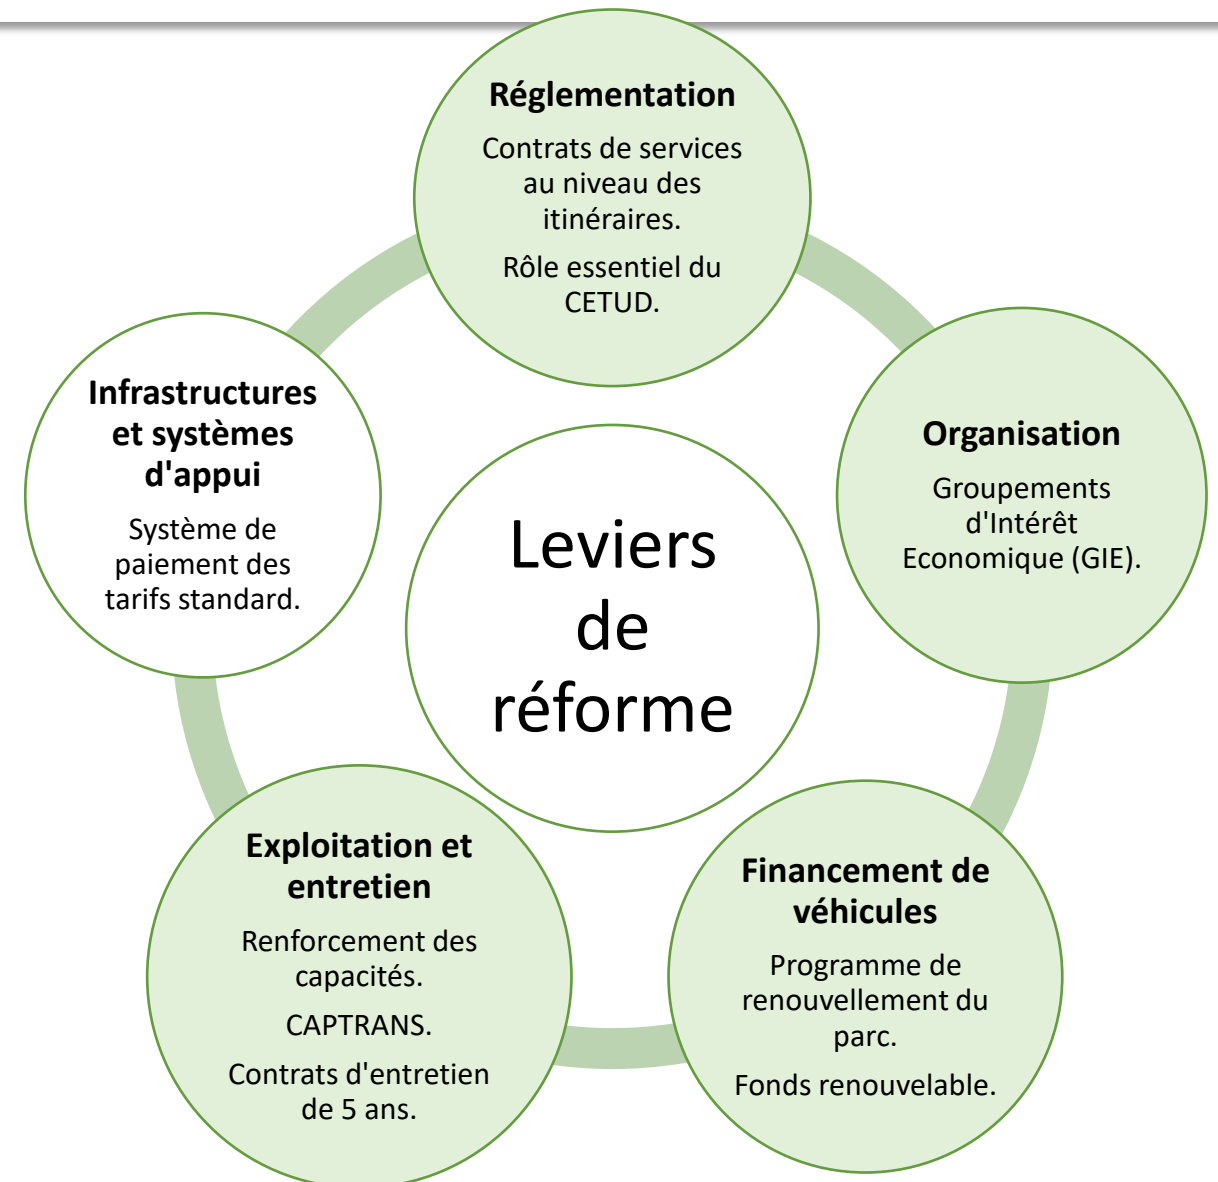 Réglementation
Contrats de services
au niveau des
itinéraires.
Rôle essentiel du
CETUD.
Organisation
Groupements
d'Intérêt
Economique (GIE).
Financement de
véhicules
Programme de
renouvellement du
parc.
Fonds renouvelable.
Exploitation et
entretien
Renforcement des
capacités.
CAPTRANS.
Contrats d'entretien
de 5 ans.
Infrastructures
et systèmes
d'appui
Système de
paiement des
tarifs standard.
Leviers
de
réforme